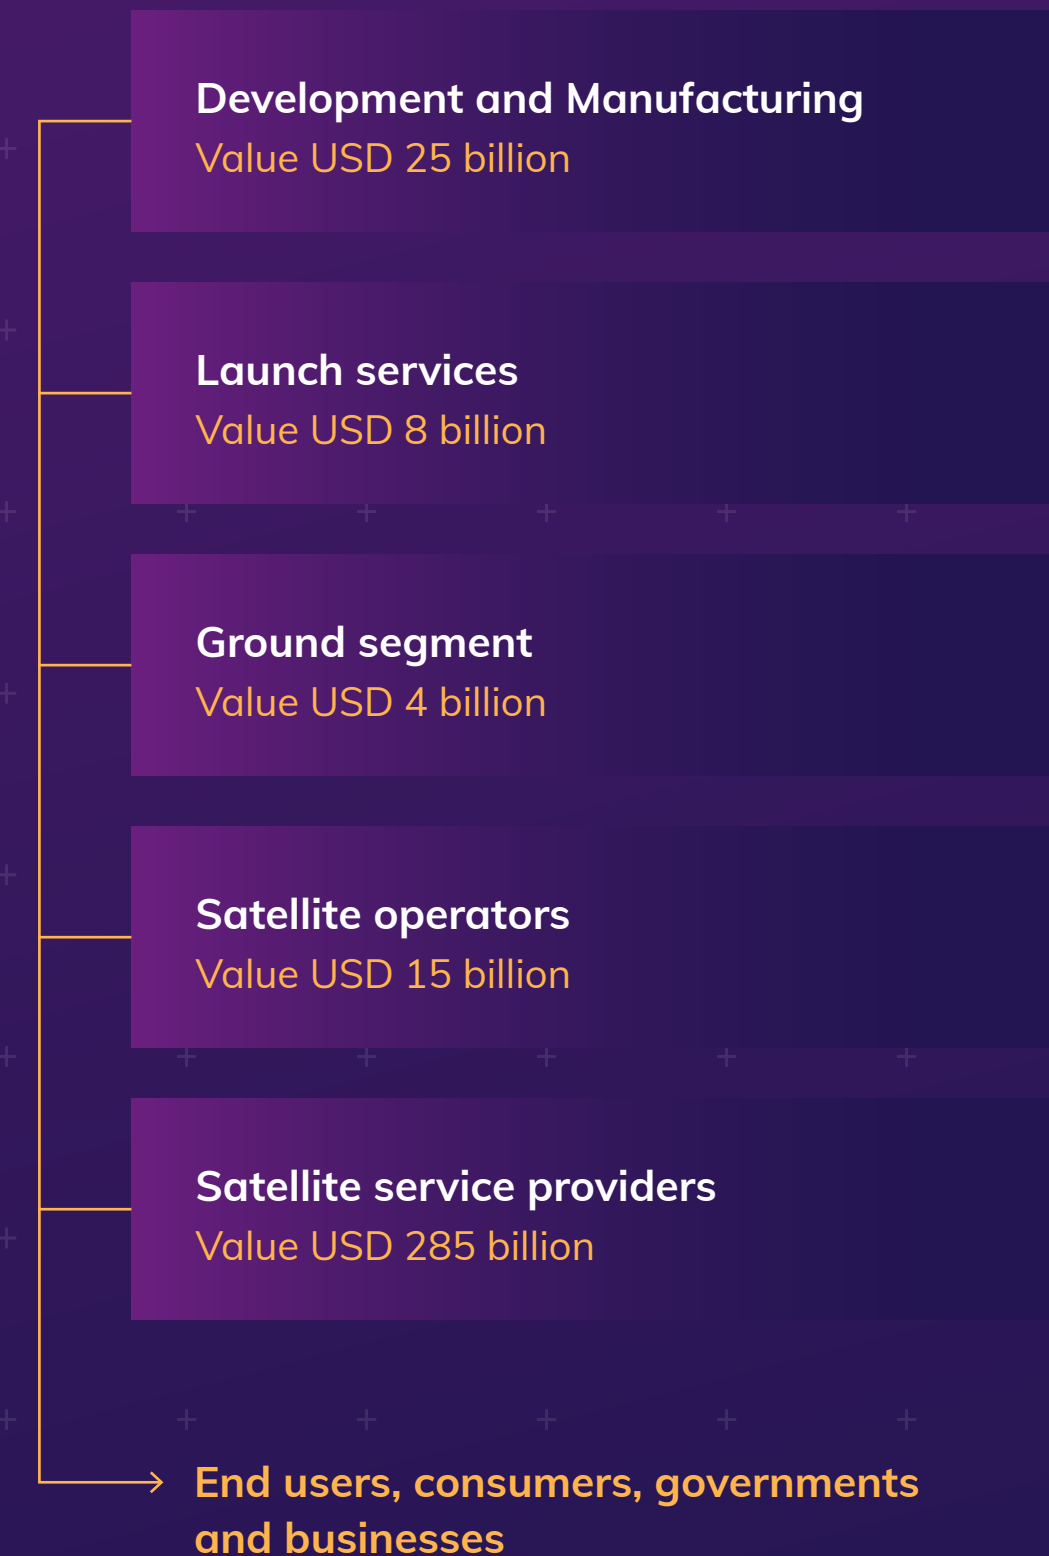 Development and Manufacturing
Value USD 25 billion
Launch services
Value USD 8 billion
Ground segment
Value USD 4 billion
Satellite operators
Value USD 15 billion
Satellite service providers
Value USD 285 billion
End users, consumers, governments
and businesses